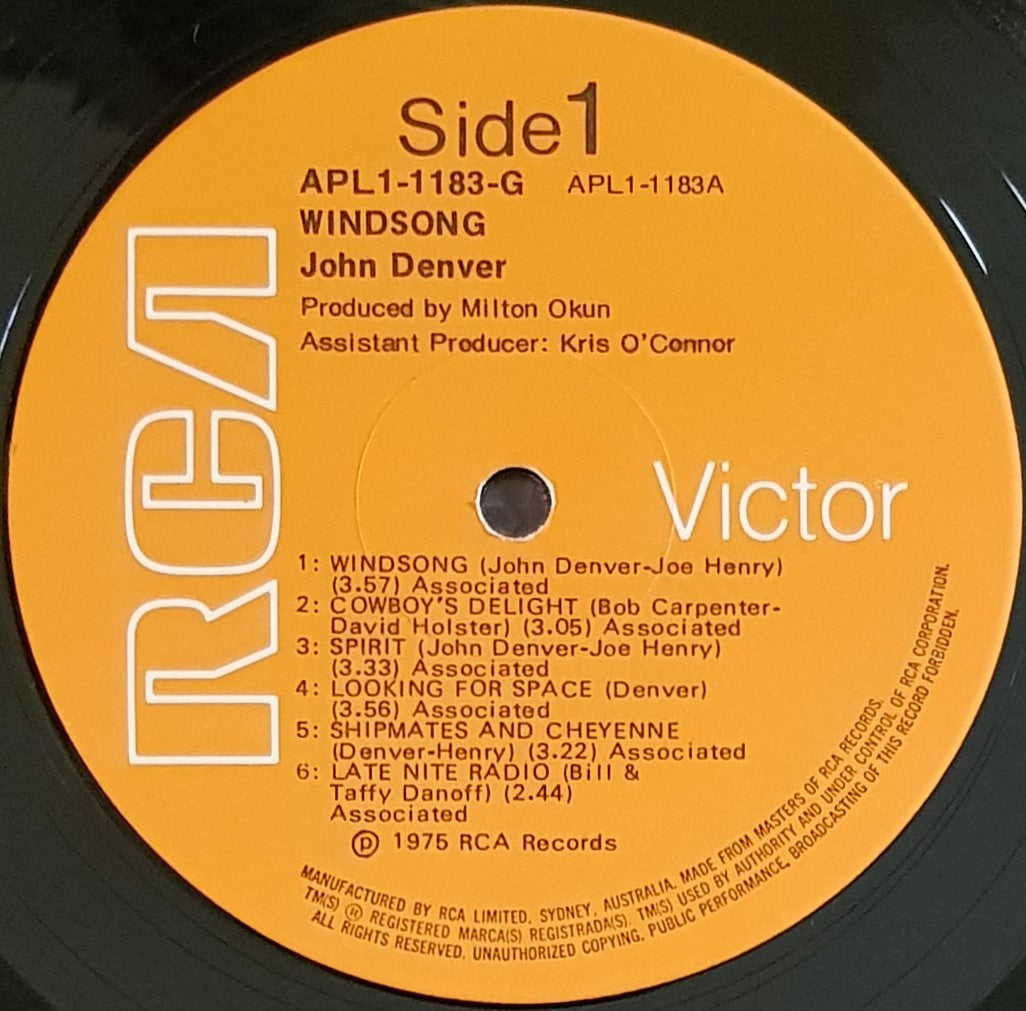 Side 1
APL1-1183-G APL1-1183A
WINDSONG
John Denver
Produced by Milton Okun
Assistant Producer: Kris O'Connor
RCA
Victor
1: WINDSONG (John Denver-Joe Henry)
(3.57) Associated
2: COWBOY'S DELIGHT (Bob Carpenter-
David Holster) (3.05) Associated
3: SPIRIT (John Denver-Joe Henry)
(3.33) Associated
4: LOOKING FOR SPACE (Denver)
(3.56) Associated
5: SHIPMATES AND CHEYENNE
(Denver-Henry) (3.22) Associated
6: LATE NITE RADIO (Bill &
Taffy Danoff) (2.44)
Associated
℗ 1975 RCA Records
MANUFACTURED BY RCA LIMITED, SYDNEY, AUSTRALIA. MADE FROM MASTERS OF RCA RECORDS.
TM(S) ® REGISTERED MARCA(S) REGISTRADA(S). TM(S) USED BY AUTHORITY AND UNDER CONTROL OF RCA CORPORATION.
ALL RIGHTS RESERVED. UNAUTHORIZED COPYING, PUBLIC PERFORMANCE, BROADCASTING OF THIS RECORD FORBIDDEN.